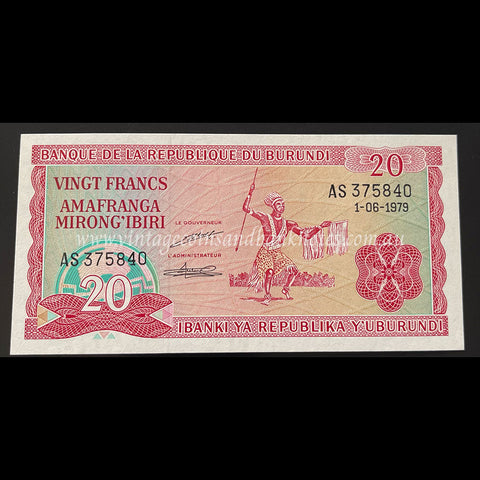 BANQUE DE LA REPUBLIQUE DU BURUNDI
20
VINGT FRANCS
AMAFRANGA
MIRONG'IBIRI
AS 375840
1-06-1979
LE GOUVERNEUR
www.vintagecoinsandbanknotes.com.au
AS 375840
L'ADMINISTRATEUR
20
IBANKI YA REPUBLIKA Y'UBURUNDI